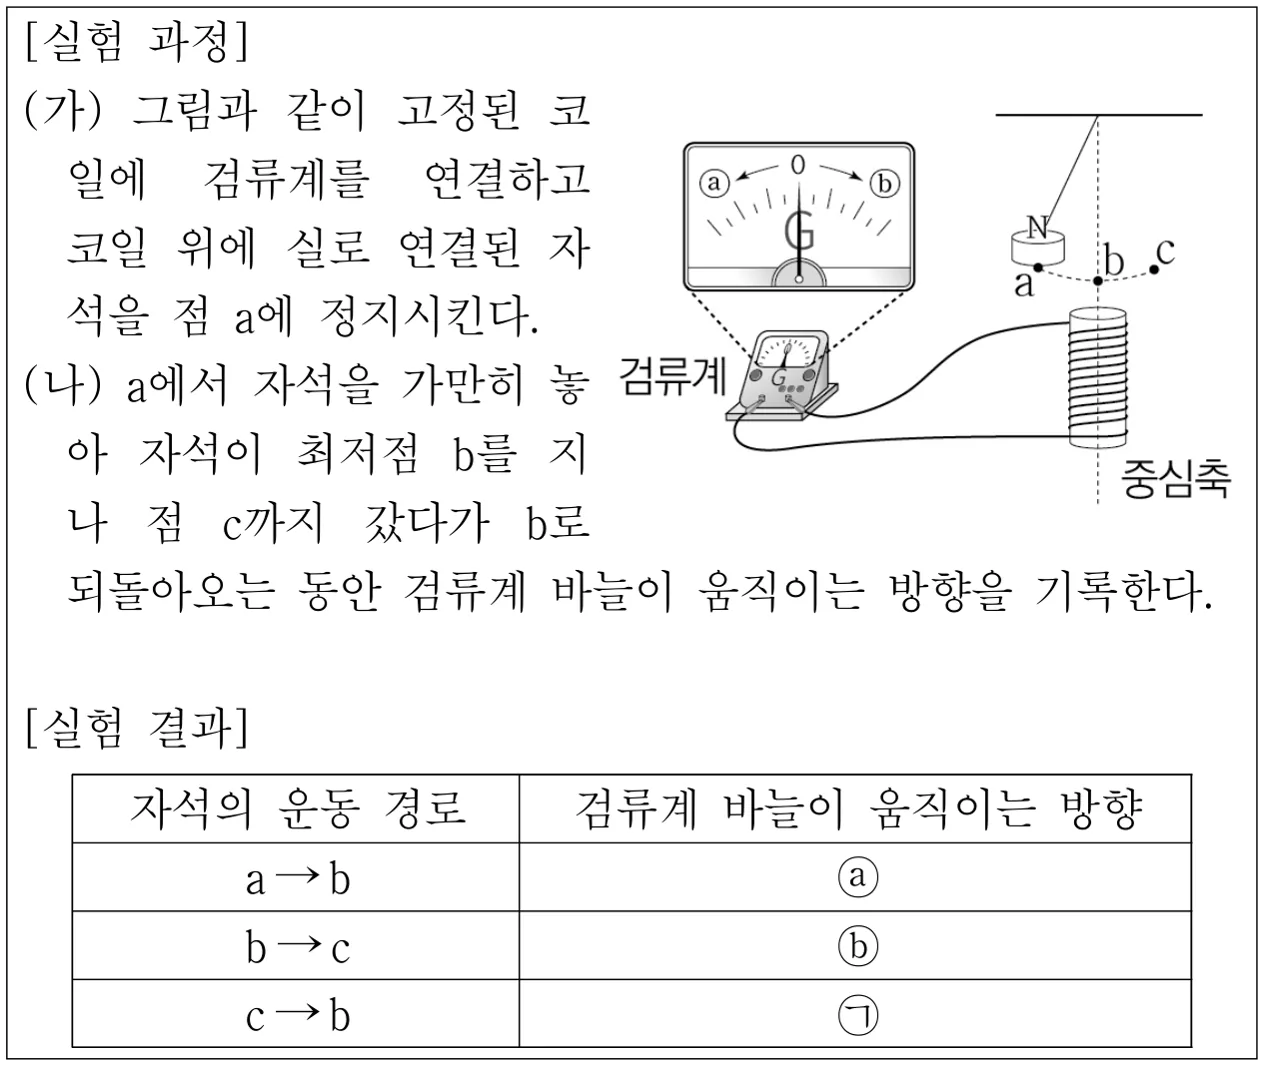 [실험 과정]
(가) 그림과 같이 고정된 코
일에 검류계를 연결하고
코일 위에 실로 연결된 자
석을 점 a에 정지시킨다.
(나) a에서 자석을 가만히 놓
아 자석이 최저점 b를 지
나 점 c까지 갔다가 b로
되돌아오는 동안 검류계 바늘이 움직이는 방향을 기록한다.
ⓐ 0 ⓑ
G
검류계
0
G
N
a b c
중심축
[실험 결과]
자석의 운동 경로 검류계 바늘이 움직이는 방향
a→b ⓐ
b→c ⓑ
c→b ㉠